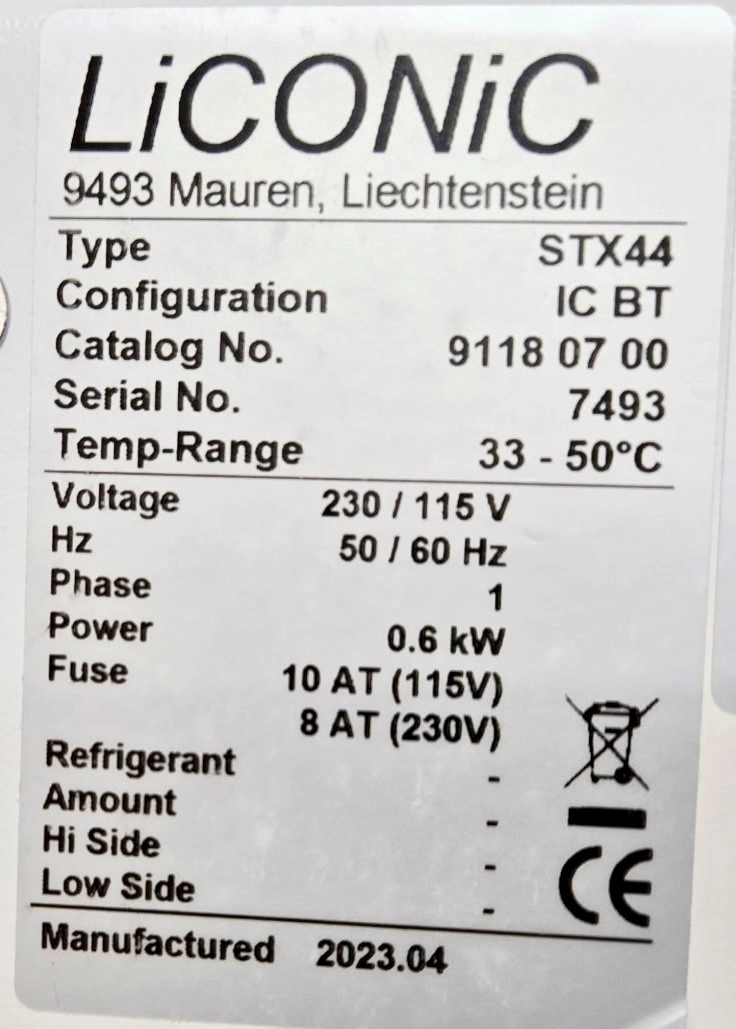 LiCONiC
9493 Mauren, Liechtenstein
Type STX44
Configuration IC BT
Catalog No. 9118 07 00
Serial No. 7493
Temp-Range 33 - 50°C
Voltage 230 / 115 V
Hz 50 / 60 Hz
Phase 1
Power 0.6 kW
Fuse 10 AT (115V)
8 AT (230V)
Refrigerant -
Amount -
Hi Side -
Low Side -
CE
Manufactured 2023.04